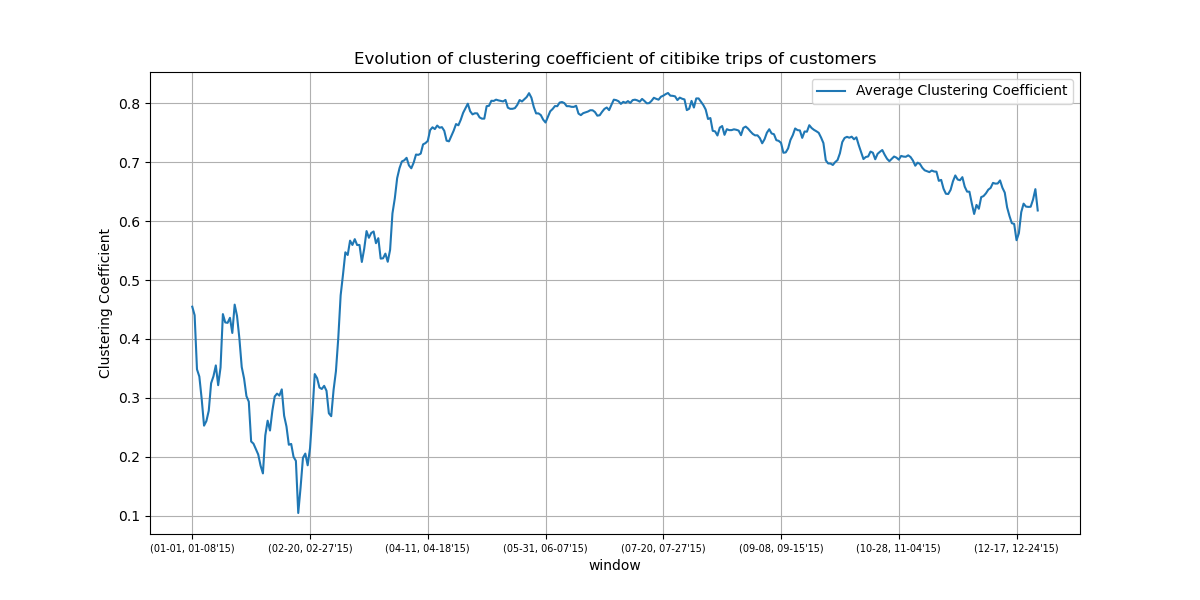 Evolution of clustering coefficient of citibike trips of customers
Average Clustering Coefficient
Clustering Coefficient
0.8
0.7
0.6
0.5
0.4
0.3
0.2
0.1
(01-01, 01-08'15) (02-20, 02-27'15) (04-11, 04-18'15) (05-31, 06-07'15) (07-20, 07-27'15) (09-08, 09-15'15) (10-28, 11-04'15) (12-17, 12-24'15)
window